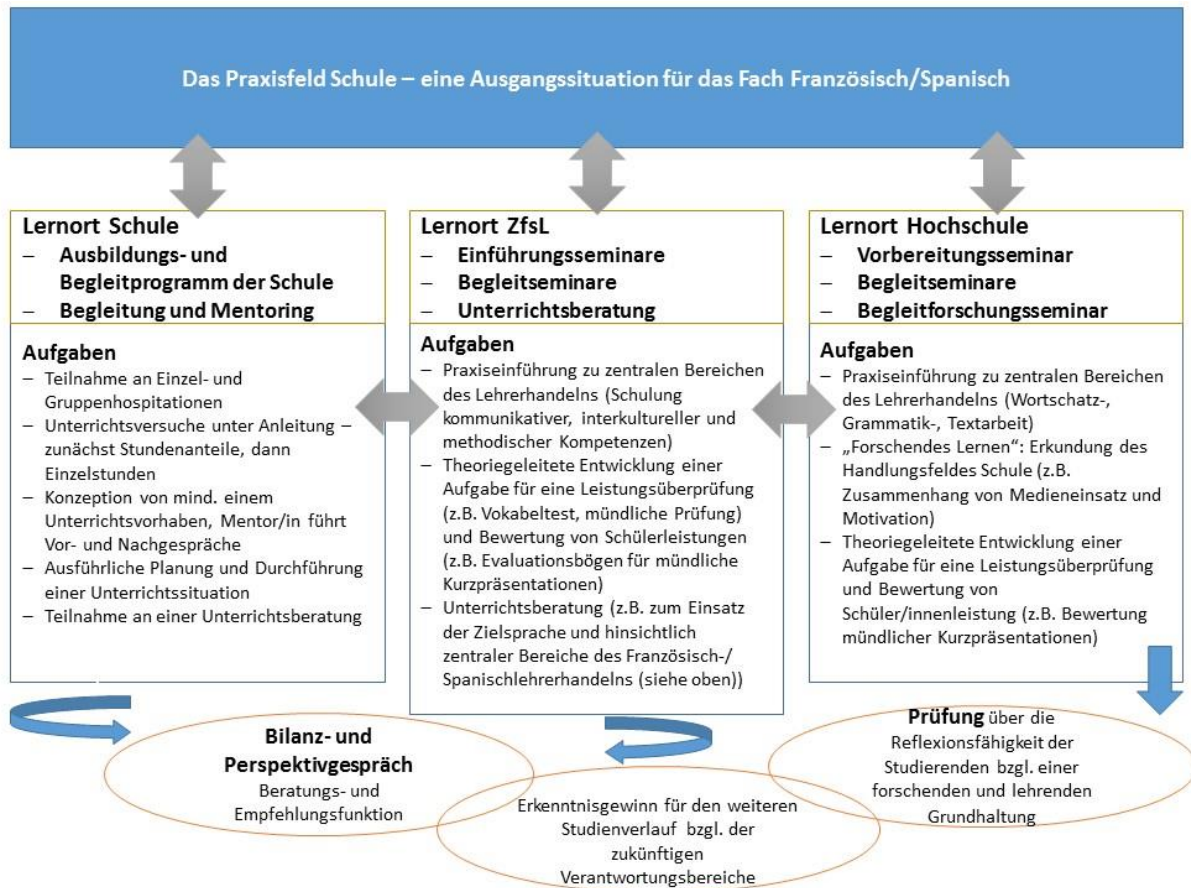 Das Praxisfeld Schule – eine Ausgangssituation für das Fach Französisch/Spanisch
Lernort Schule
– Ausbildungs- und
Begleitprogramm der Schule
– Begleitung und Mentoring
Aufgaben
– Teilnahme an Einzel- und
Gruppenhospitationen
– Unterrichtsversuche unter Anleitung –
zunächst Stundenanteile, dann
Einzelstunden
– Konzeption von mind. einem
Unterrichtsvorhaben, Mentor/in führt
Vor- und Nachgespräche
– Ausführliche Planung und Durchführung
einer Unterrichtssituation
– Teilnahme an einer Unterrichtsberatung
Lernort ZfsL
– Einführungsseminare
– Begleitseminare
– Unterrichtsberatung
Aufgaben
– Praxiseinführung zu zentralen Bereichen
des Lehrerhandelns (Schulung
kommunikativer, interkultureller und
methodischer Kompetenzen)
– Theoriegeleitete Entwicklung einer
Aufgabe für eine Leistungsüberprüfung
(z.B. Vokabeltest, mündliche Prüfung)
und Bewertung von Schülerleistungen
(z.B. Evaluationsbögen für mündliche
Kurzpräsentationen)
– Unterrichtsberatung (z.B. zum Einsatz
der Zielsprache und hinsichtlich
zentraler Bereiche des Französisch-/
Spanischlehrerhandelns (siehe oben))
Lernort Hochschule
– Vorbereitungsseminar
– Begleitseminare
– Begleitforschungsseminar
Aufgaben
– Praxiseinführung zu zentralen Bereichen
des Lehrerhandelns (Wortschatz-,
Grammatik-, Textarbeit)
– „Forschendes Lernen“: Erkundung des
Handlungsfeldes Schule (z.B.
Zusammenhang von Medieneinsatz und
Motivation)
– Theoriegeleitete Entwicklung einer
Aufgabe für eine Leistungsüberprüfung
und Bewertung von
Schüler/innenleistung (z.B. Bewertung
mündlicher Kurzpräsentationen)
Bilanz- und
Perspektivgespräch
Beratungs- und
Empfehlungsfunktion
Erkenntnisgewinn für den weiteren
Studienverlauf bzgl. der
zukünftigen
Verantwortungsbereiche
Prüfung über die
Reflexionsfähigkeit der
Studierenden bzgl. einer
forschenden und lehrenden
Grundhaltung